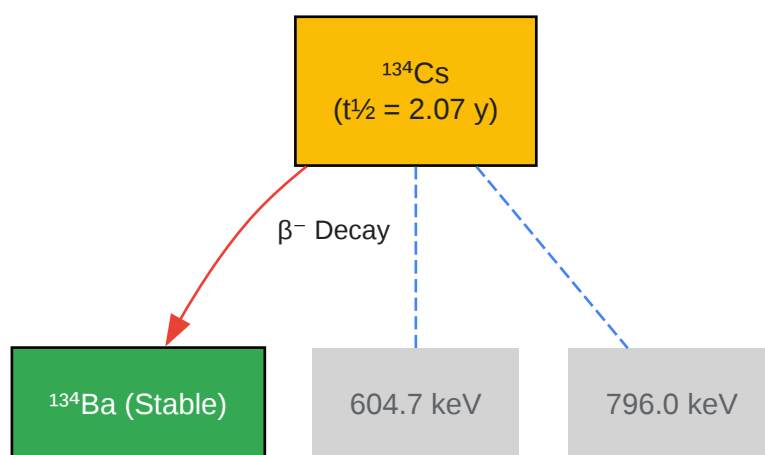 ¹³⁴Cs
(t½ = 2.07 y)
β⁻ Decay
¹³⁴Ba (Stable)
604.7 keV
796.0 keV